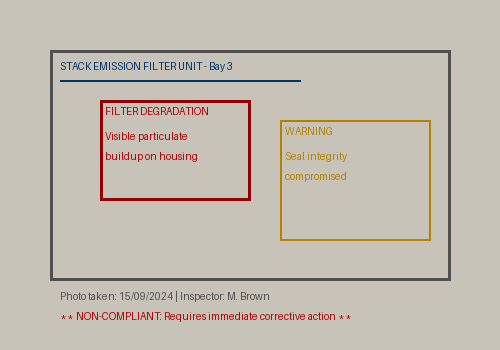 STACK EMISSION FILTER UNIT - Bay 3
FILTER DEGRADATION
Visible particulate
buildup on housing
WARNING
Seal integrity
compromised
Photo taken: 15/09/2024 | Inspector: M. Brown
** NON-COMPLIANT: Requires immediate corrective action **